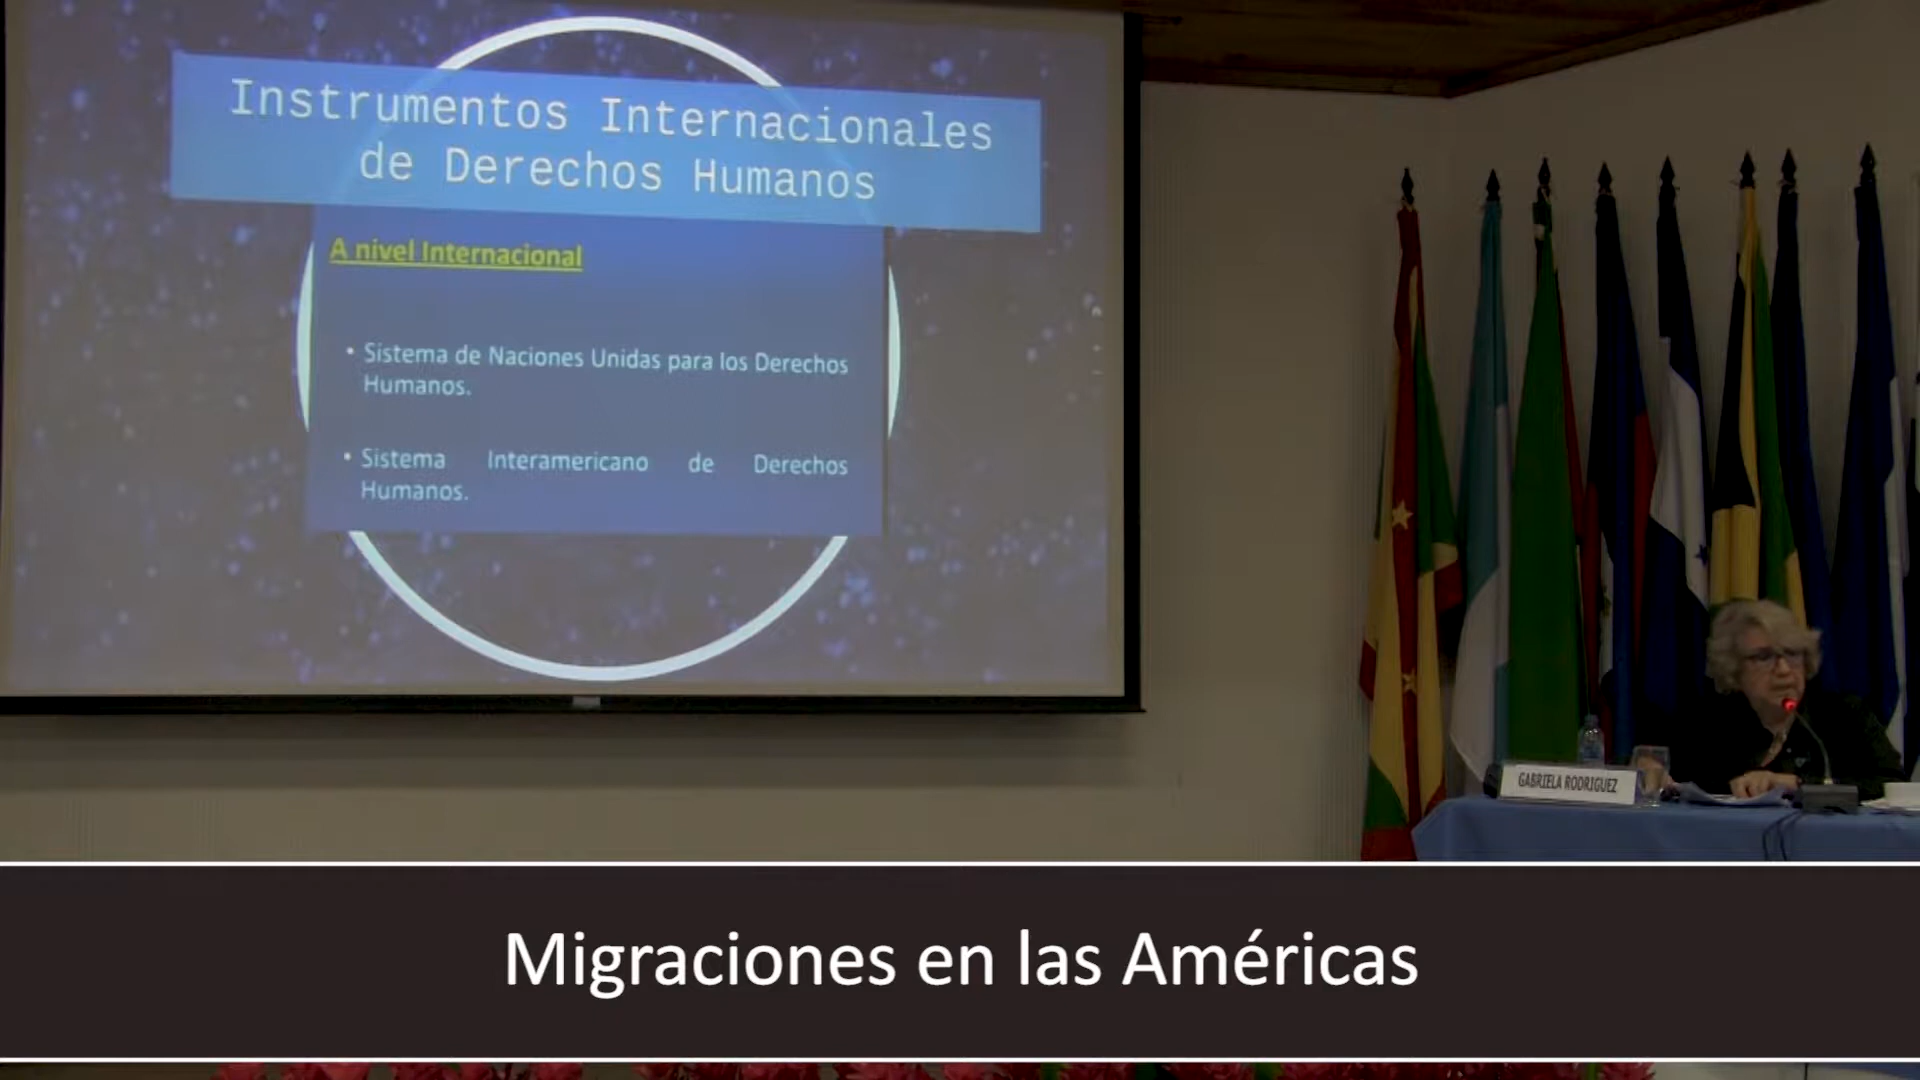 Instrumentos Internacionales
de Derechos Humanos
A nivel Internacional
• Sistema de Naciones Unidas para los Derechos
Humanos.
• Sistema Interamericano de Derechos
Humanos.
GABRIELA RODRIGUEZ
Migraciones en las Américas